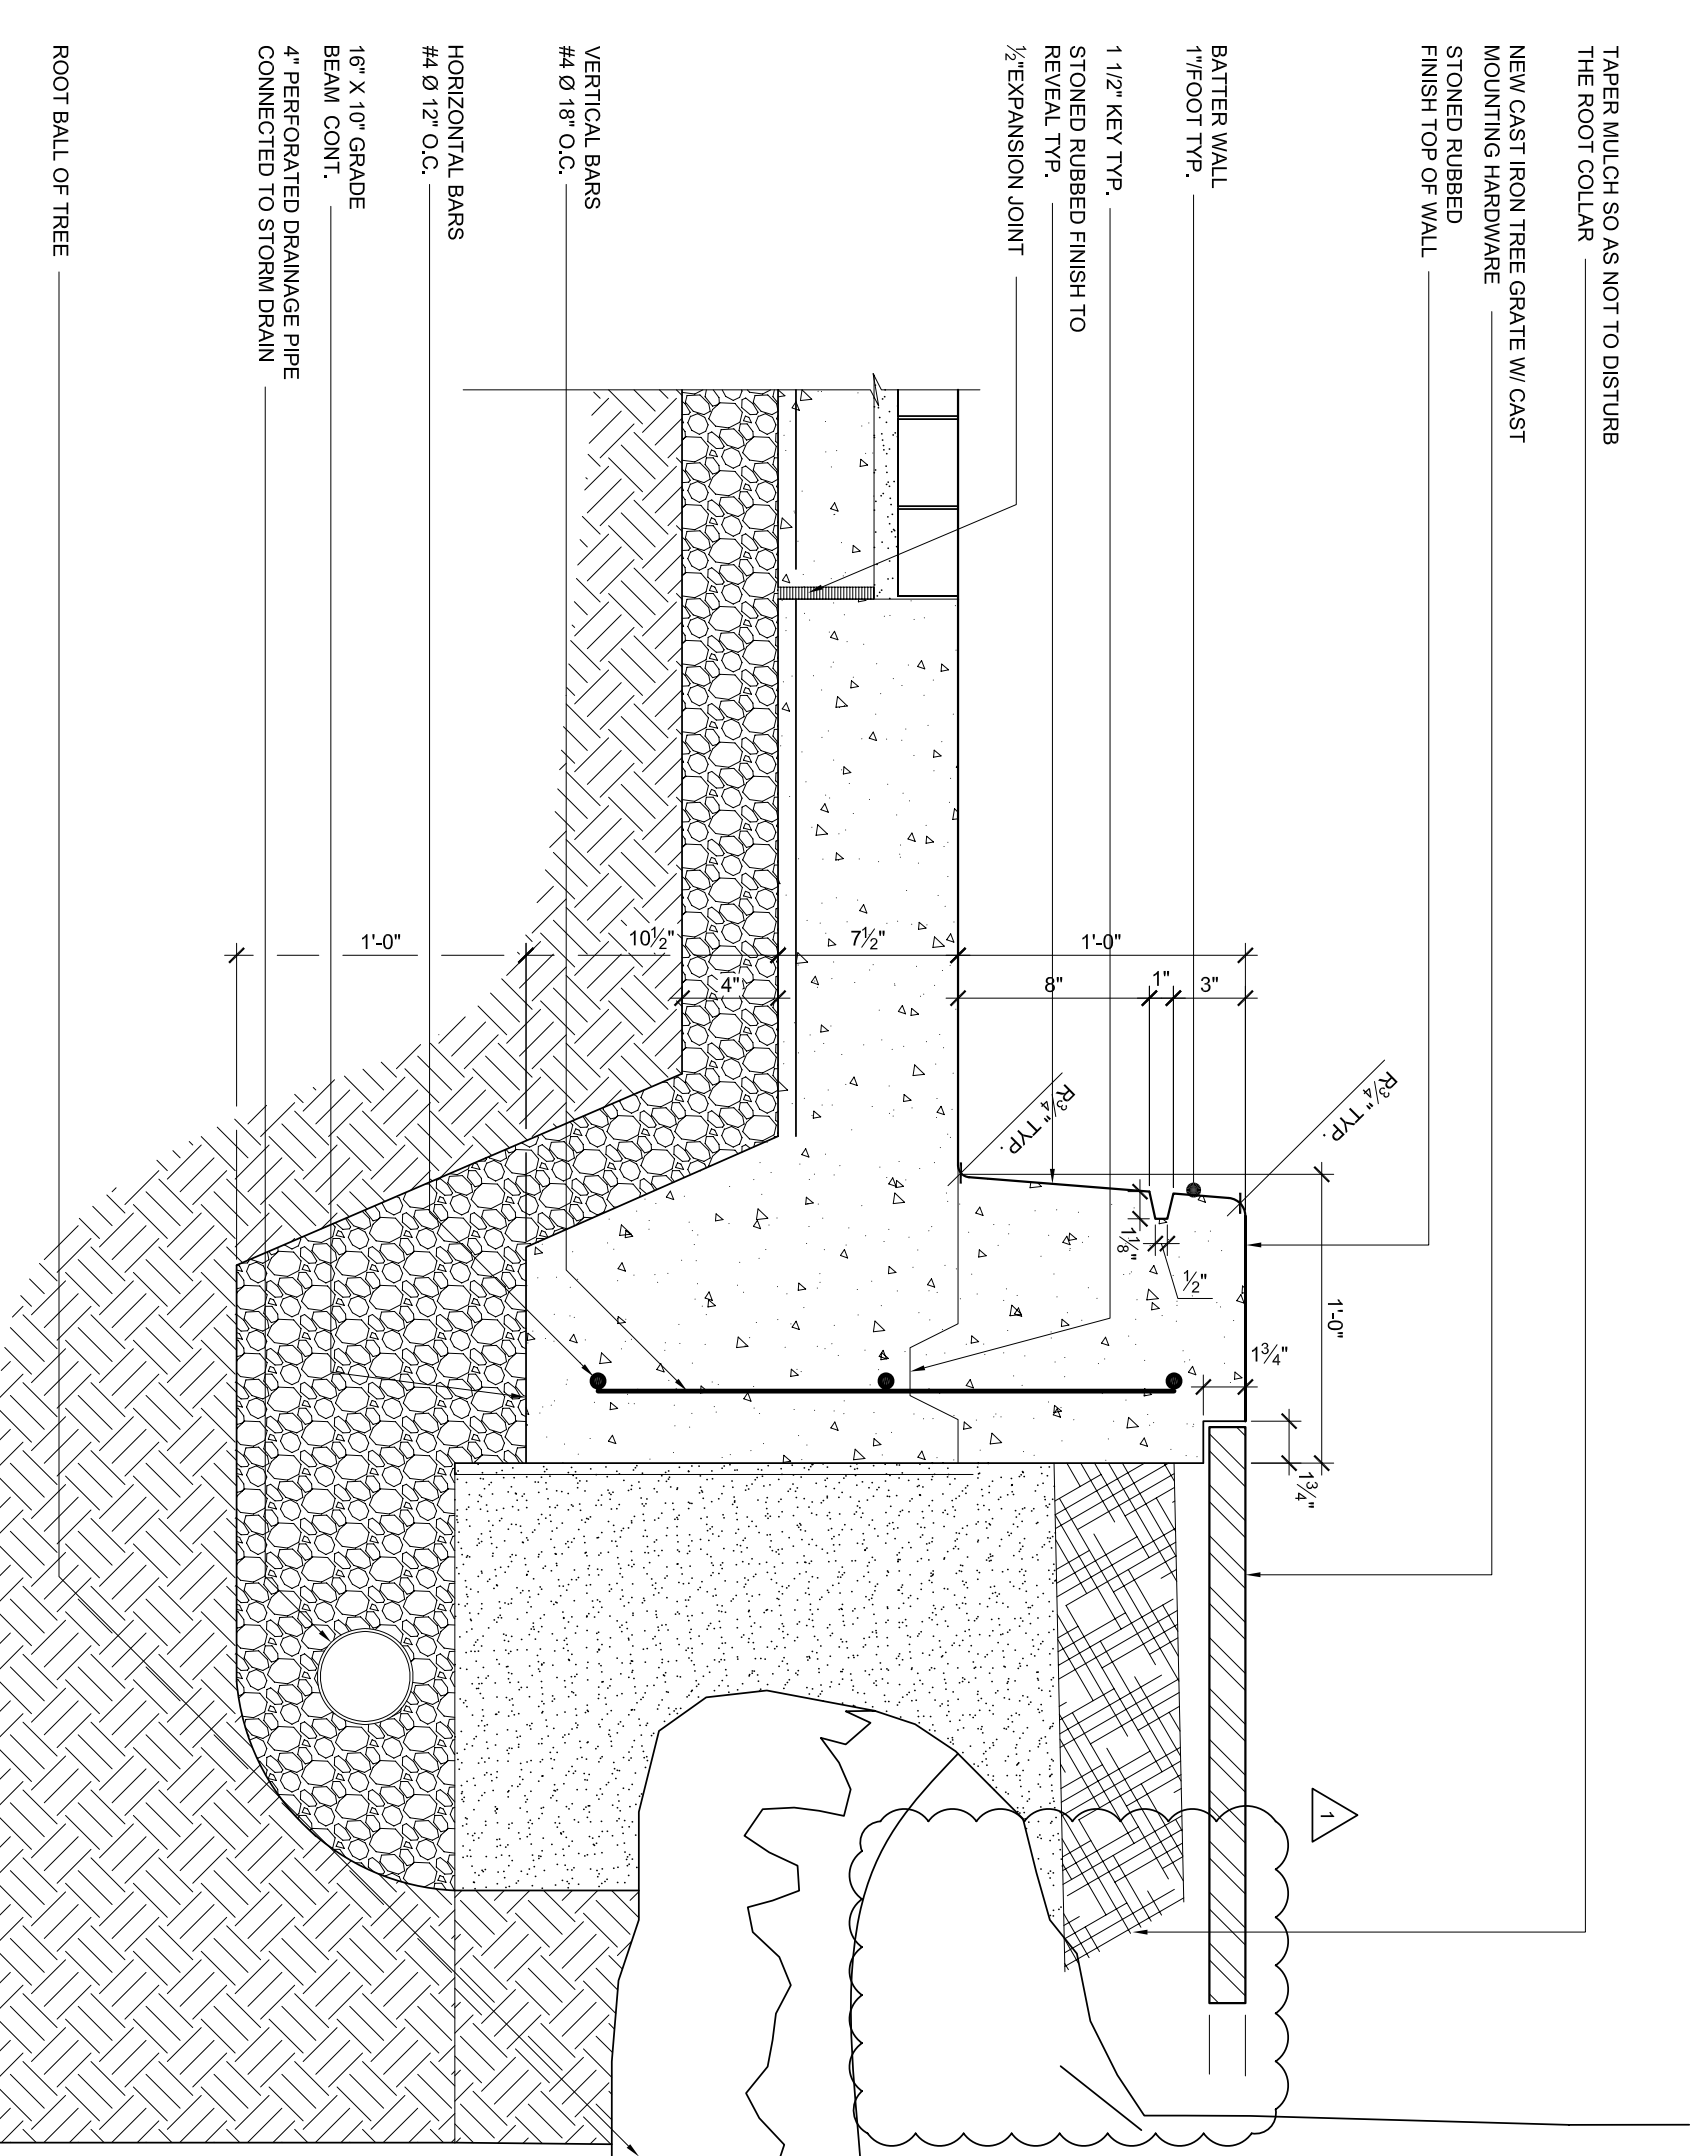 TAPER MULCH SO AS NOT TO DISTURB
THE ROOT COLLAR
NEW CAST IRON TREE GRATE W/ CAST
MOUNTING HARDWARE
STONED RUBBED
FINISH TOP OF WALL
BATTER WALL
1"/FOOT TYP.
1 1/2" KEY TYP.
STONED RUBBED FINISH TO
REVEAL TYP.
½"EXPANSION JOINT
VERTICAL BARS
#4 Ø 18" O.C.
HORIZONTAL BARS
#4 Ø 12" O.C.
16" X 10" GRADE
BEAM CONT.
4" PERFORATED DRAINAGE PIPE
CONNECTED TO STORM DRAIN
ROOT BALL OF TREE
1'-0"
10½"
7½"
1'-0"
4"
8"
1"
3"
R¾" TYP.
R¾" TYP.
1⅛"
½"
1'-0"
1¾"
1¾"
1